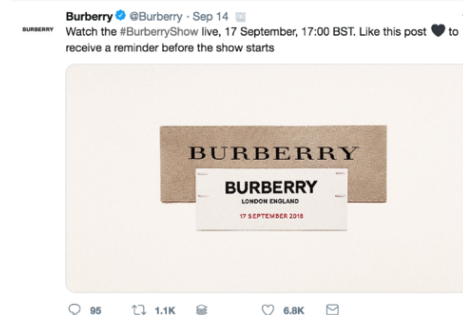 Burberry @Burberry · Sep 14
BURBERRY
Watch the #BurberryShow live, 17 September, 17:00 BST. Like this post 🖤 to
receive a reminder before the show starts
BURBERRY
BURBERRY
LONDON ENGLAND
17 SEPTEMBER 2018
95 1.1K 6.8K